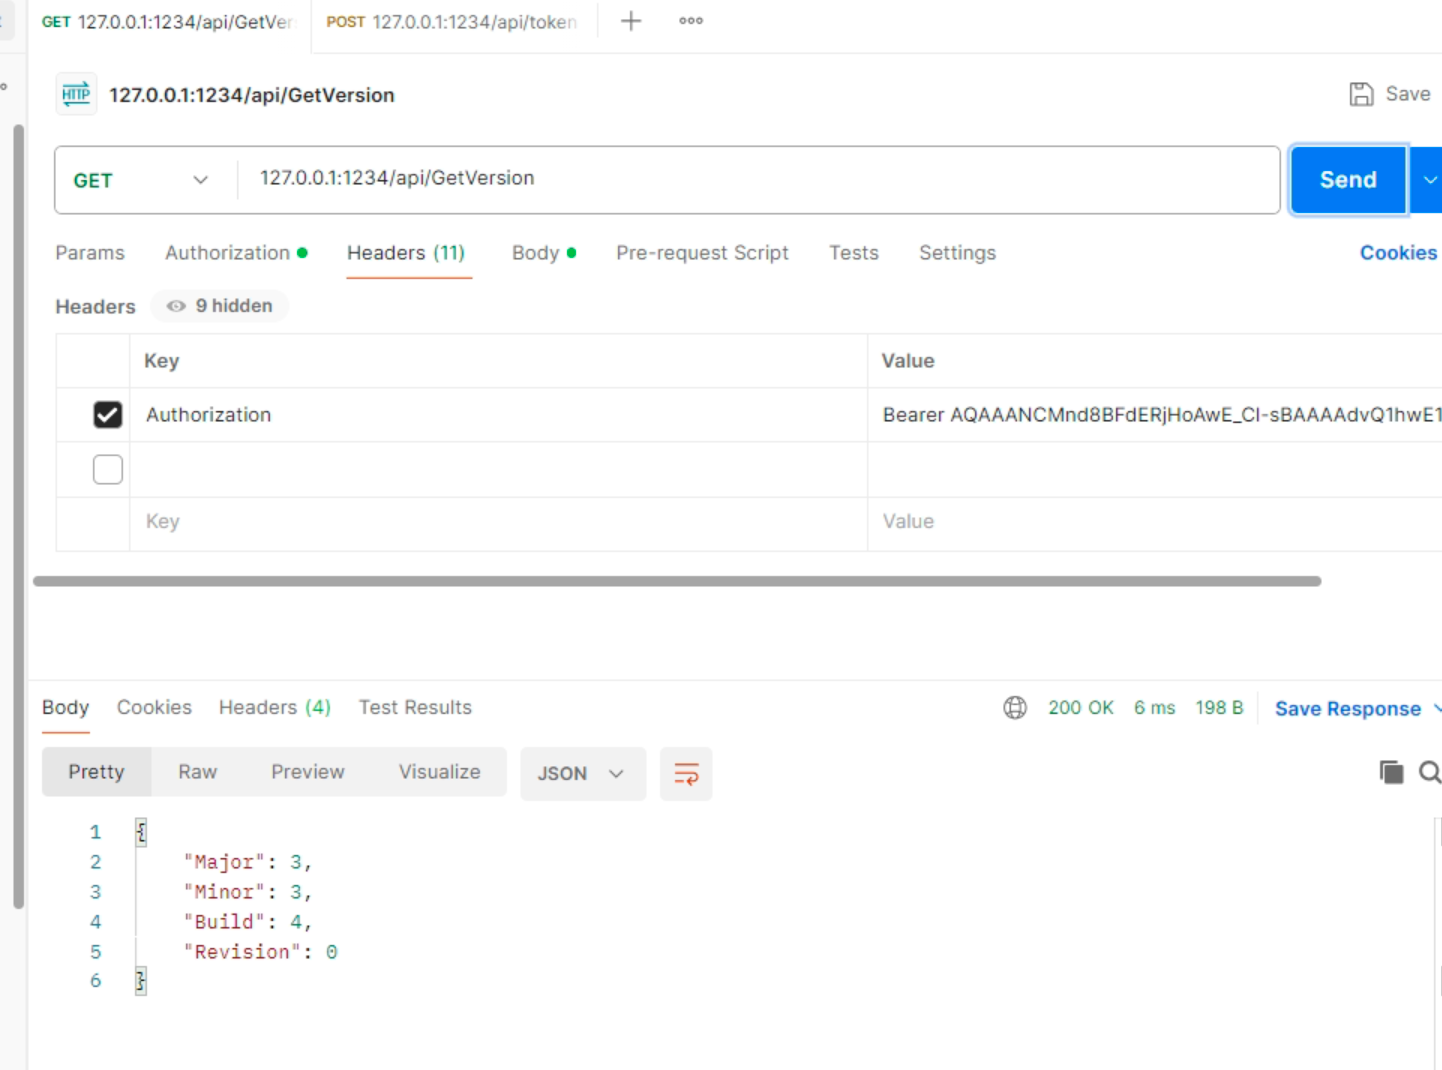 GET 127.0.0.1:1234/api/GetVer POST 127.0.0.1:1234/api/token
HTTP 127.0.0.1:1234/api/GetVersion Save
GET 127.0.0.1:1234/api/GetVersion Send
Params Authorization Headers (11) Body Pre-request Script Tests Settings Cookies
Headers 9 hidden
Key Value
Authorization Bearer AQAAANCMnd8BFdERjHoAwE_Cl-sBAAAAdvQ1hwE1
Key Value
Body Cookies Headers (4) Test Results 200 OK 6 ms 198 B Save Response
Pretty Raw Preview Visualize JSON
1 {
2 "Major": 3,
3 "Minor": 3,
4 "Build": 4,
5 "Revision": 0
6 }